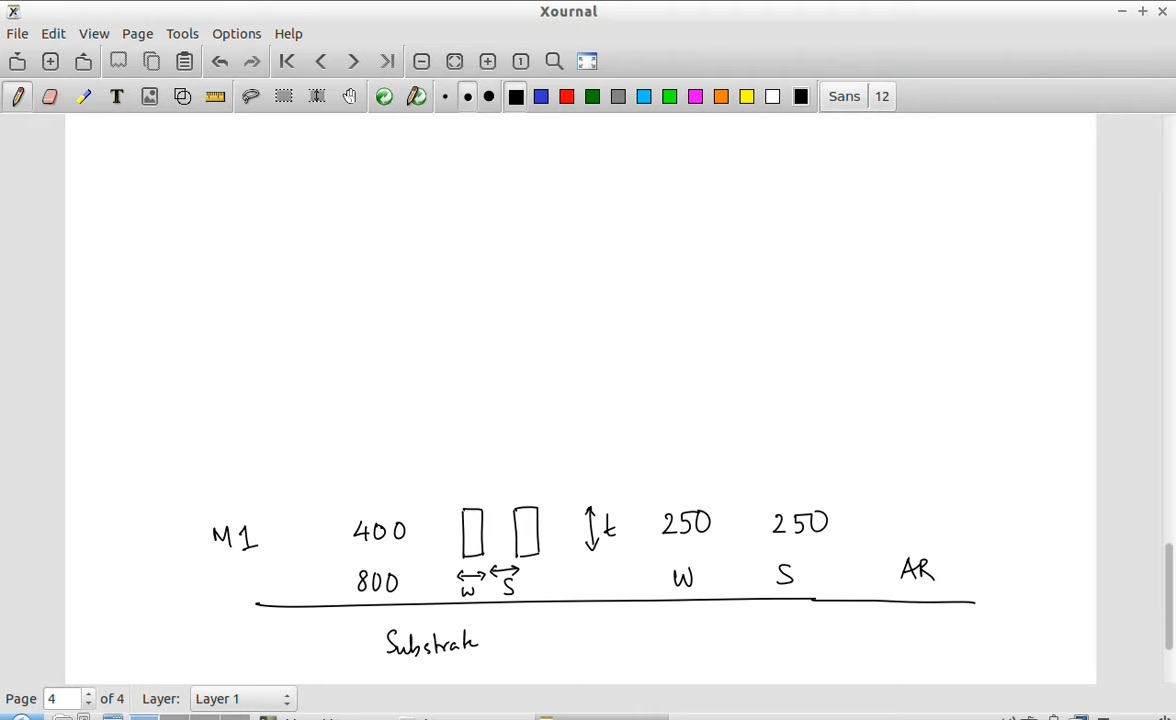 Xournal
File Edit View Page Tools Options Help
T Sans 12
M1 400 t 250 250
800 W S W S AR
Substrate
Page 4 of 4 Layer: Layer 1